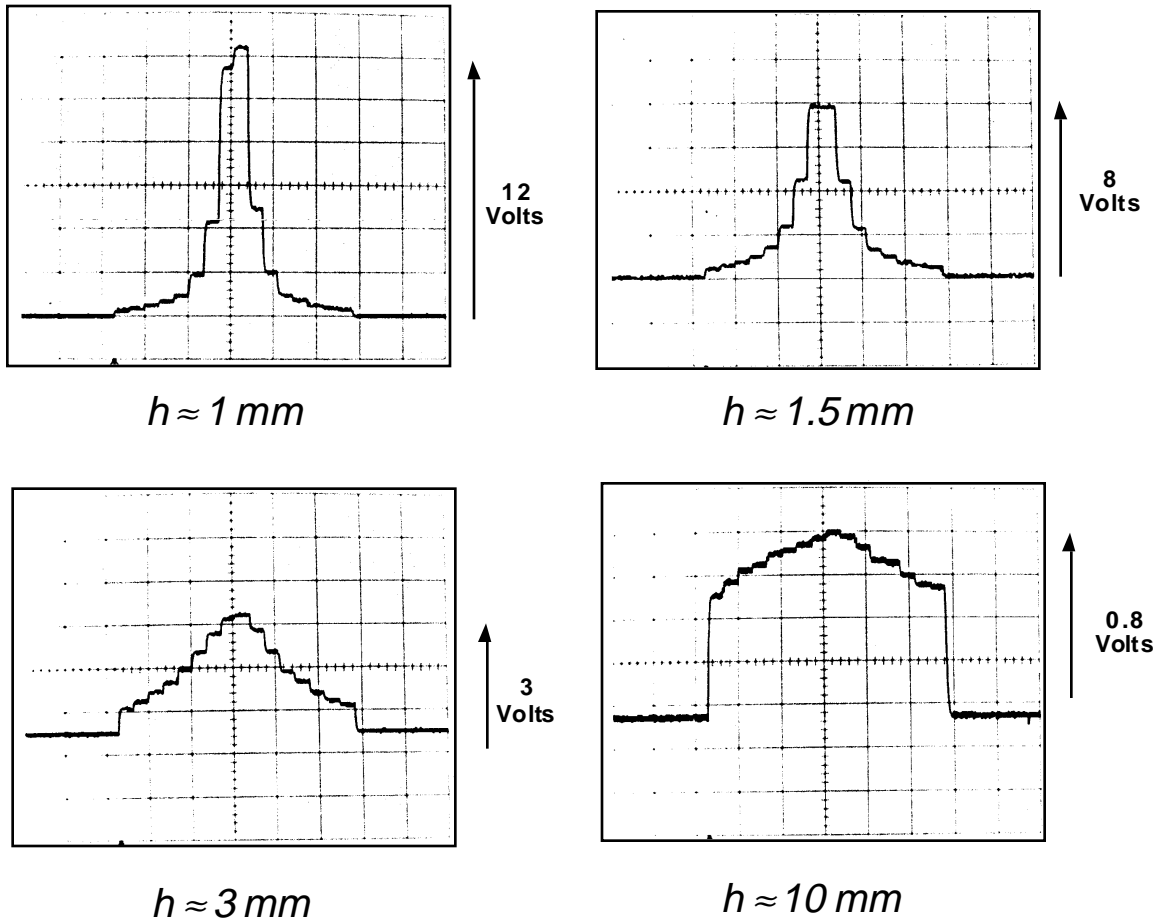 12
Volts
8
Volts
h ≈ 1 mm
h ≈ 1.5 mm
3
Volts
0.8
Volts
h ≈ 3 mm
h ≈ 10 mm